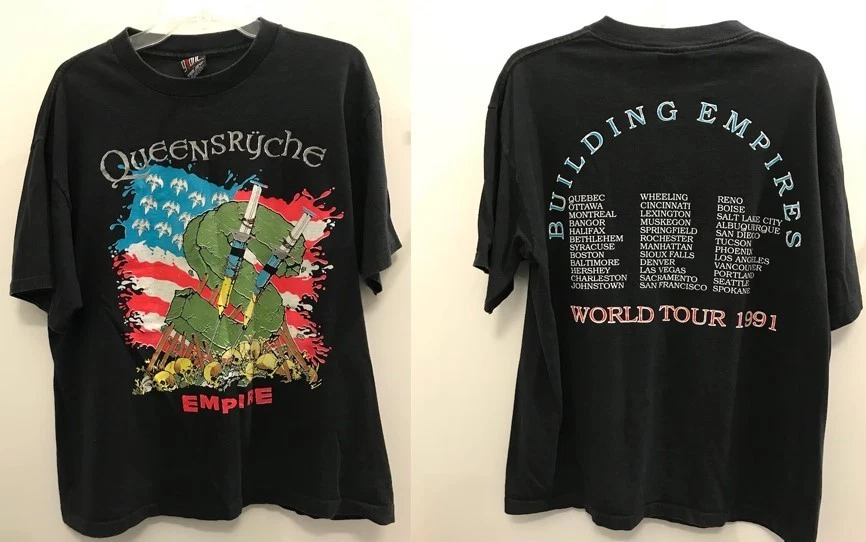 QUEENSRŸCHE
EMPIRE
BUILDING EMPIRES
QUEBEC
OTTAWA
MONTREAL
BANGOR
HALIFAX
BETHLEHEM
SYRACUSE
BOSTON
BALTIMORE
HERSHEY
CHARLESTON
JOHNSTOWN
WHEELING
CINCINNATI
LEXINGTON
MUSKEGON
SPRINGFIELD
ROCHESTER
MANHATTAN
SIOUX FALLS
DENVER
LAS VEGAS
SACRAMENTO
SAN FRANCISCO
RENO
BOISE
SALT LAKE CITY
ALBUQUIRQUE
SAN DIEGO
TUCSON
PHOENIX
LOS ANGELES
VANCOUVER
PORTLAND
SEATTLE
SPOKANE
WORLD TOUR 1991